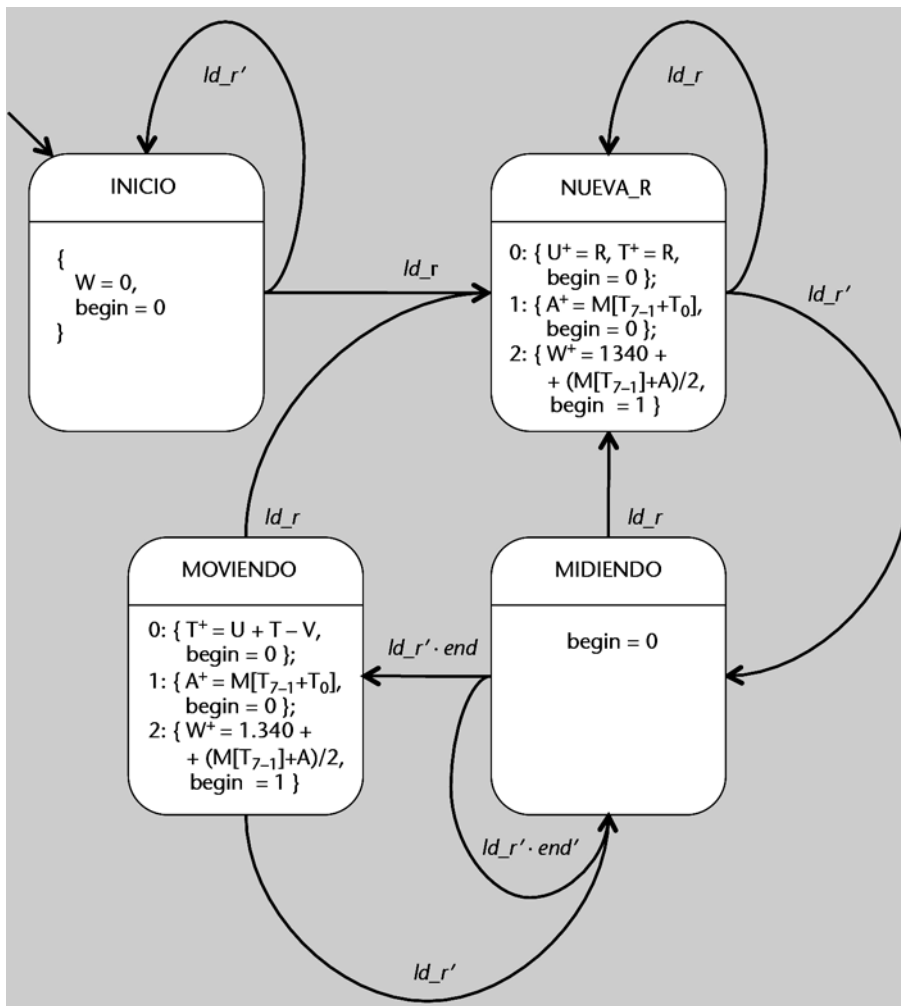 ld_r′
ld_r
INICIO
{
W = 0,
begin = 0
}
ld_r
NUEVA_R
0: { U⁺ = R, T⁺ = R,
begin = 0 };
1: { A⁺ = M[T₇₋₁+T₀],
begin = 0 };
2: { W⁺ = 1340 +
+ (M[T₇₋₁]+A)/2,
begin = 1 }
ld_r′
ld_r
ld_r
MOVIENDO
0: { T⁺ = U + T – V,
begin = 0 };
1: { A⁺ = M[T₇₋₁+T₀],
begin = 0 };
2: { W⁺ = 1.340 +
+ (M[T₇₋₁]+A)/2,
begin = 1 }
ld_r′ · end
MIDIENDO
begin = 0
ld_r′ · end′
ld_r′